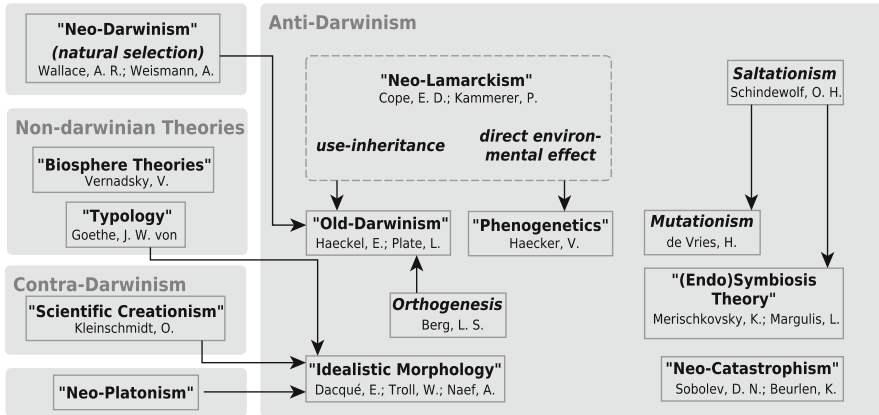 "Neo-Darwinism"
(natural selection)
Wallace, A. R.; Weismann, A.
Non-darwinian Theories
"Biosphere Theories"
Vernadsky, V.
"Typology"
Goethe, J. W. von
Contra-Darwinism
"Scientific Creationism"
Kleinschmidt, O.
"Neo-Platonism"
Anti-Darwinism
"Neo-Lamarckism"
Cope, E. D.; Kammerer, P.
use-inheritance
direct environ-
mental effect
"Old-Darwinism"
Haeckel, E.; Plate, L.
"Phenogenetics"
Haecker, V.
Orthogenesis
Berg, L. S.
"Idealistic Morphology"
Dacqué, E.; Troll, W.; Naef, A.
Saltationism
Schindewolf, O. H.
Mutationism
de Vries, H.
"(Endo)Symbiosis
Theory"
Merischkovsky, K.; Margulis, L.
"Neo-Catastrophism"
Sobolev, D. N.; Beurlen, K.